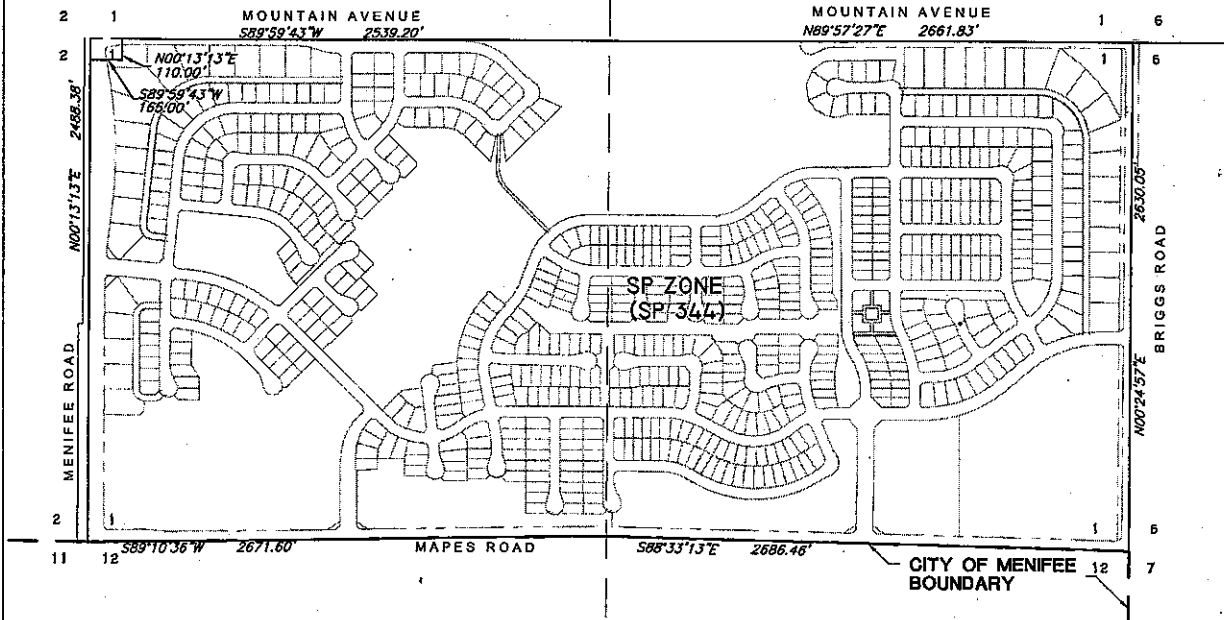 2 1 MOUNTAIN AVENUE MOUNTAIN AVENUE 1 6
S89°59'43"W 2539.20' N89°57'27"E 2661.83'
2 1 N00°13'13"E 1 6
110.00'
S89°59'43"W
165.00'
N00°13'13"E 2488.38'
2630.05'
BRIGGS ROAD
SP ZONE
(SP 344)
N00°24'57"E
MENIFEE ROAD
2 1 1 6
S89°10'36"W 2671.60' MAPES ROAD S88°33'13"E 2686.46'
11 12 CITY OF MENIFEE 12 7
BOUNDARY